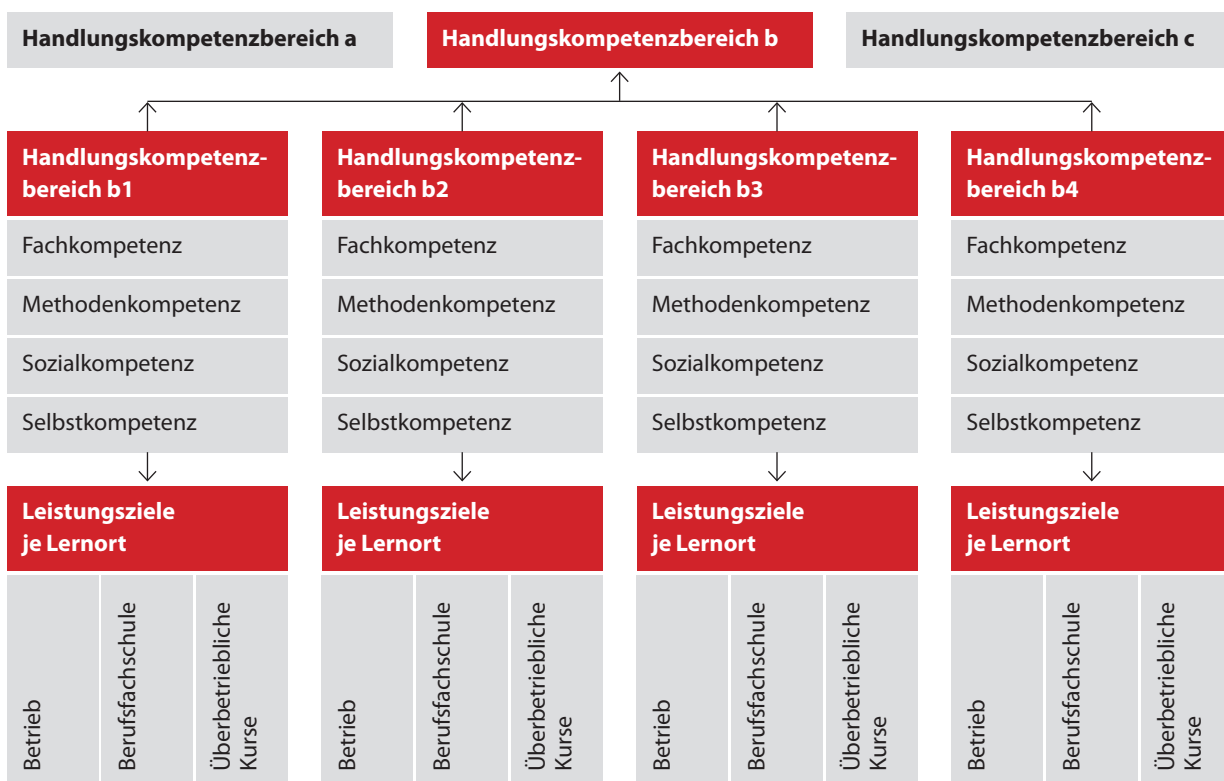 Handlungskompetenzbereich a
Handlungskompetenzbereich b
Handlungskompetenzbereich c
Handlungskompetenz-
bereich b1
Fachkompetenz
Methodenkompetenz
Sozialkompetenz
Selbstkompetenz
Leistungsziele
je Lernort
Betrieb
Berufsfachschule
Überbetriebliche
Kurse
Handlungskompetenz-
bereich b2
Fachkompetenz
Methodenkompetenz
Sozialkompetenz
Selbstkompetenz
Leistungsziele
je Lernort
Betrieb
Berufsfachschule
Überbetriebliche
Kurse
Handlungskompetenz-
bereich b3
Fachkompetenz
Methodenkompetenz
Sozialkompetenz
Selbstkompetenz
Leistungsziele
je Lernort
Betrieb
Berufsfachschule
Überbetriebliche
Kurse
Handlungskompetenz-
bereich b4
Fachkompetenz
Methodenkompetenz
Sozialkompetenz
Selbstkompetenz
Leistungsziele
je Lernort
Betrieb
Berufsfachschule
Überbetriebliche
Kurse